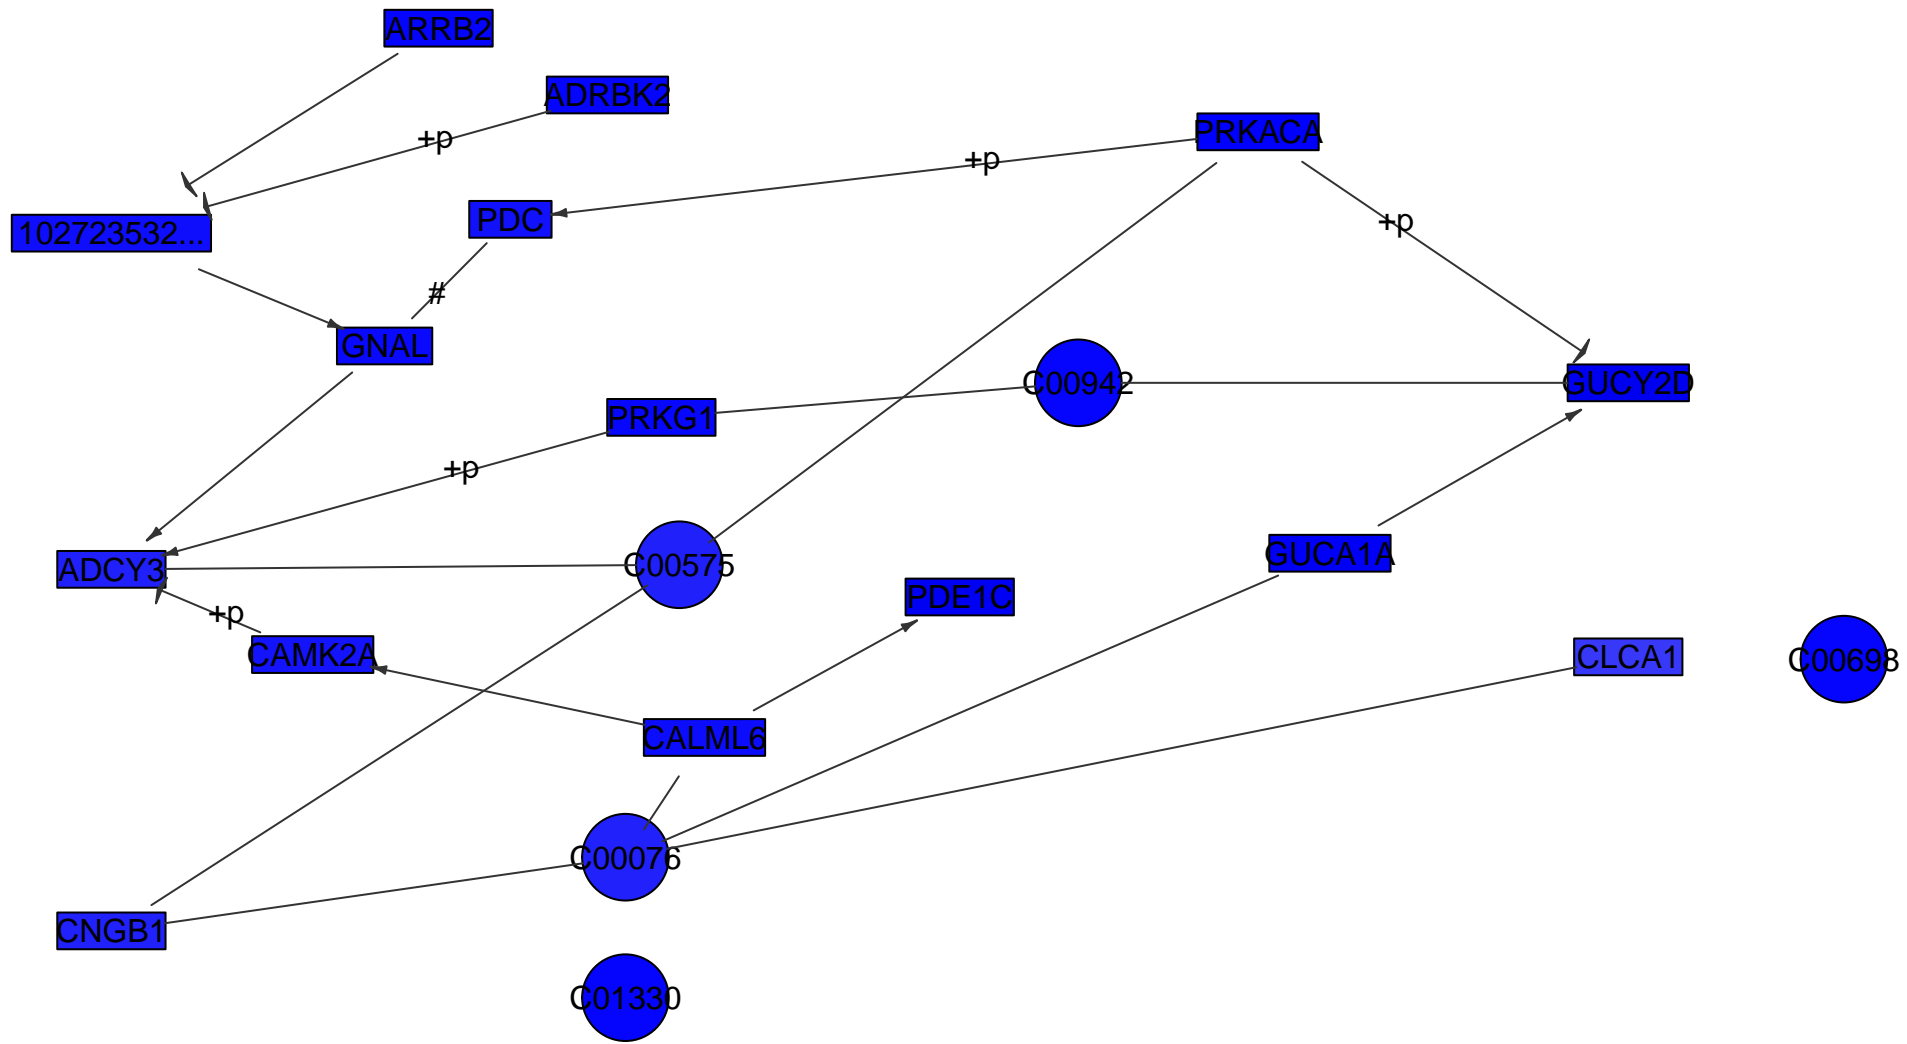 ARRB2
ADRBK2
+p
PRKACA
+p
102723532...
PDC
+p
#
GNAL
C00942
GUCY2D
PRKG1
+p
ADCY3
C00575
GUCA1A
PDE1C
+p
CAMK2A
CLCA1
C00698
CALML6
C00076
CNGB1
C01330